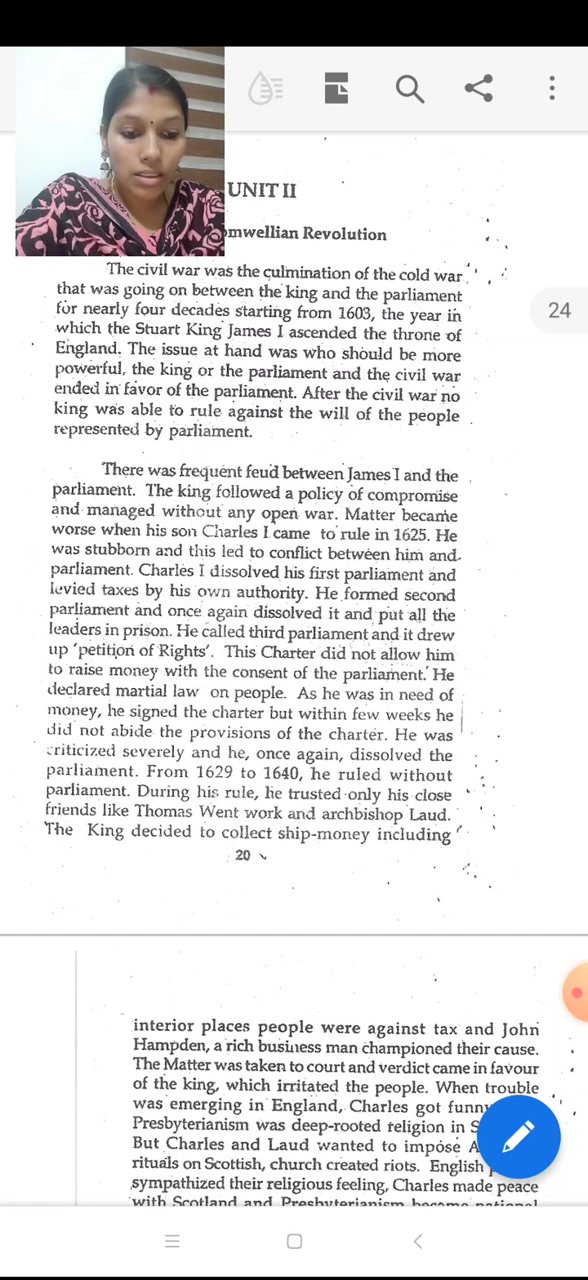 UNIT II
omwellian Revolution
The civil war was the culmination of the cold war
that was going on between the king and the parliament
for nearly four decades starting from 1603, the year in
which the Stuart King James I ascended the throne of
England. The issue at hand was who should be more
powerful, the king or the parliament and the civil war
ended in favor of the parliament. After the civil war no
king was able to rule against the will of the people
represented by parliament.
24
There was frequent feud between James I and the
parliament. The king followed a policy of compromise
and managed without any open war. Matter became
worse when his son Charles I came to rule in 1625. He
was stubborn and this led to conflict between him and
parliament. Charles I dissolved his first parliament and
levied taxes by his own authority. He formed second
parliament and once again dissolved it and put all the
leaders in prison. He called third parliament and it drew
up 'petition of Rights'. This Charter did not allow him
to raise money with the consent of the parliament. He
declared martial law on people. As he was in need of
money, he signed the charter but within few weeks he
did not abide the provisions of the charter. He was
criticized severely and he, once again, dissolved the
parliament. From 1629 to 1640, he ruled without
parliament. During his rule, he trusted only his close
friends like Thomas Went work and archbishop Laud.
The King decided to collect ship-money including
20
interior places people were against tax and John
Hampden, a rich business man championed their cause.
The Matter was taken to court and verdict came in favour
of the king, which irritated the people. When trouble
was emerging in England, Charles got funny
Presbyterianism was deep-rooted religion in S
But Charles and Laud wanted to impose A
rituals on Scottish, church created riots. English
sympathized their religious feeling, Charles made peace
with Scotland and Presbyterianism became national